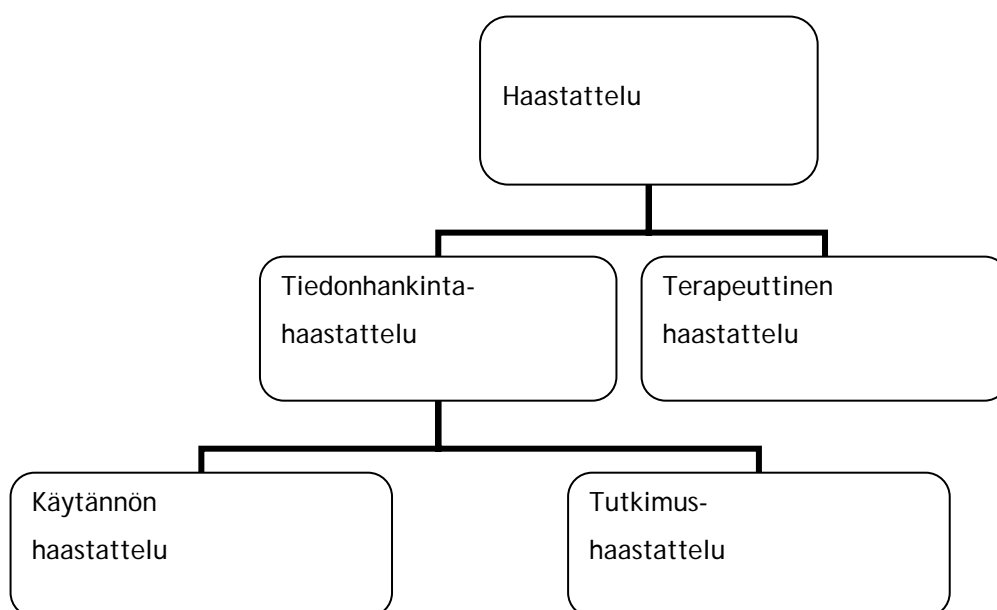 Haastattelu
Tiedonhankinta-
haastattelu
Terapeuttinen
haastattelu
Käytännön
haastattelu
Tutkimus-
haastattelu